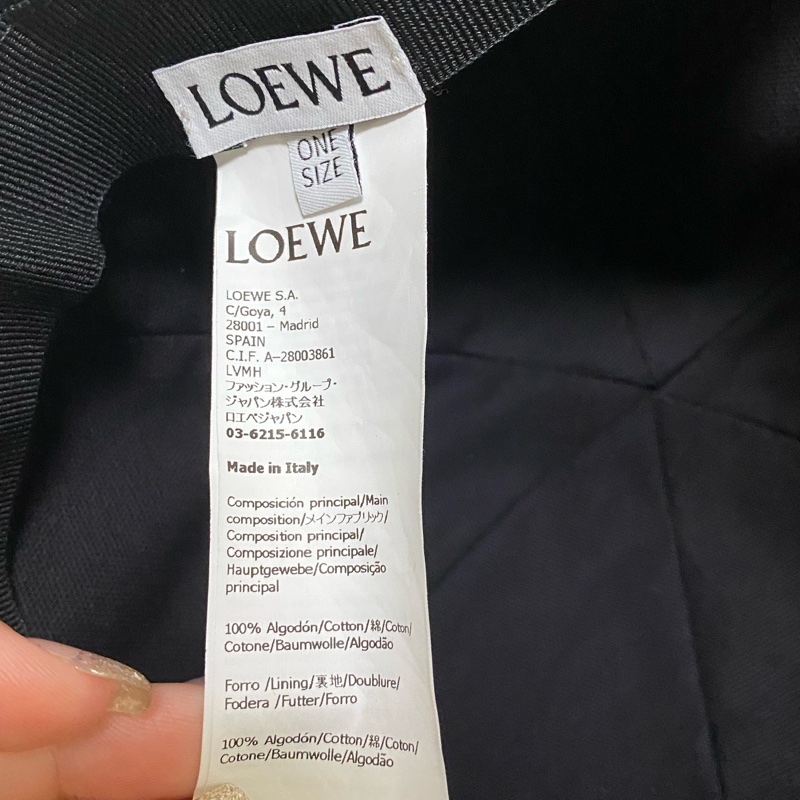 LOEWE
ONE
SIZE
LOEWE
LOEWE S.A.
C/Goya, 4
28001 – Madrid
SPAIN
C.I.F. A–28003861
LVMH
ファッション・グループ・
ジャパン株式会社
ロエベジャパン
03-6215-6116
Made in Italy
Composición principal/Main
composition/メインファブリック/
Composition principal/
Composizione principale/
Hauptgewebe/Composição
principal
100% Algodón/Cotton/綿/Coton/
Cotone/Baumwolle/Algodão
Forro /Lining/裏地/Doublure/
Fodera /Futter/Forro
100% Algodón/Cotton/綿/Coton/
Cotone/Baumwolle/Algodão